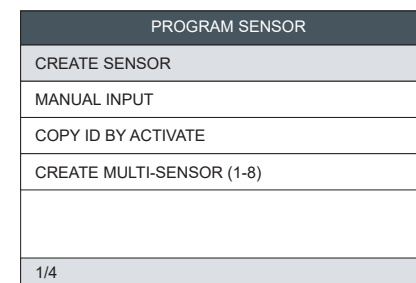 PROGRAM SENSOR
CREATE SENSOR
MANUAL INPUT
COPY ID BY ACTIVATE
CREATE MULTI-SENSOR (1-8)
1/4